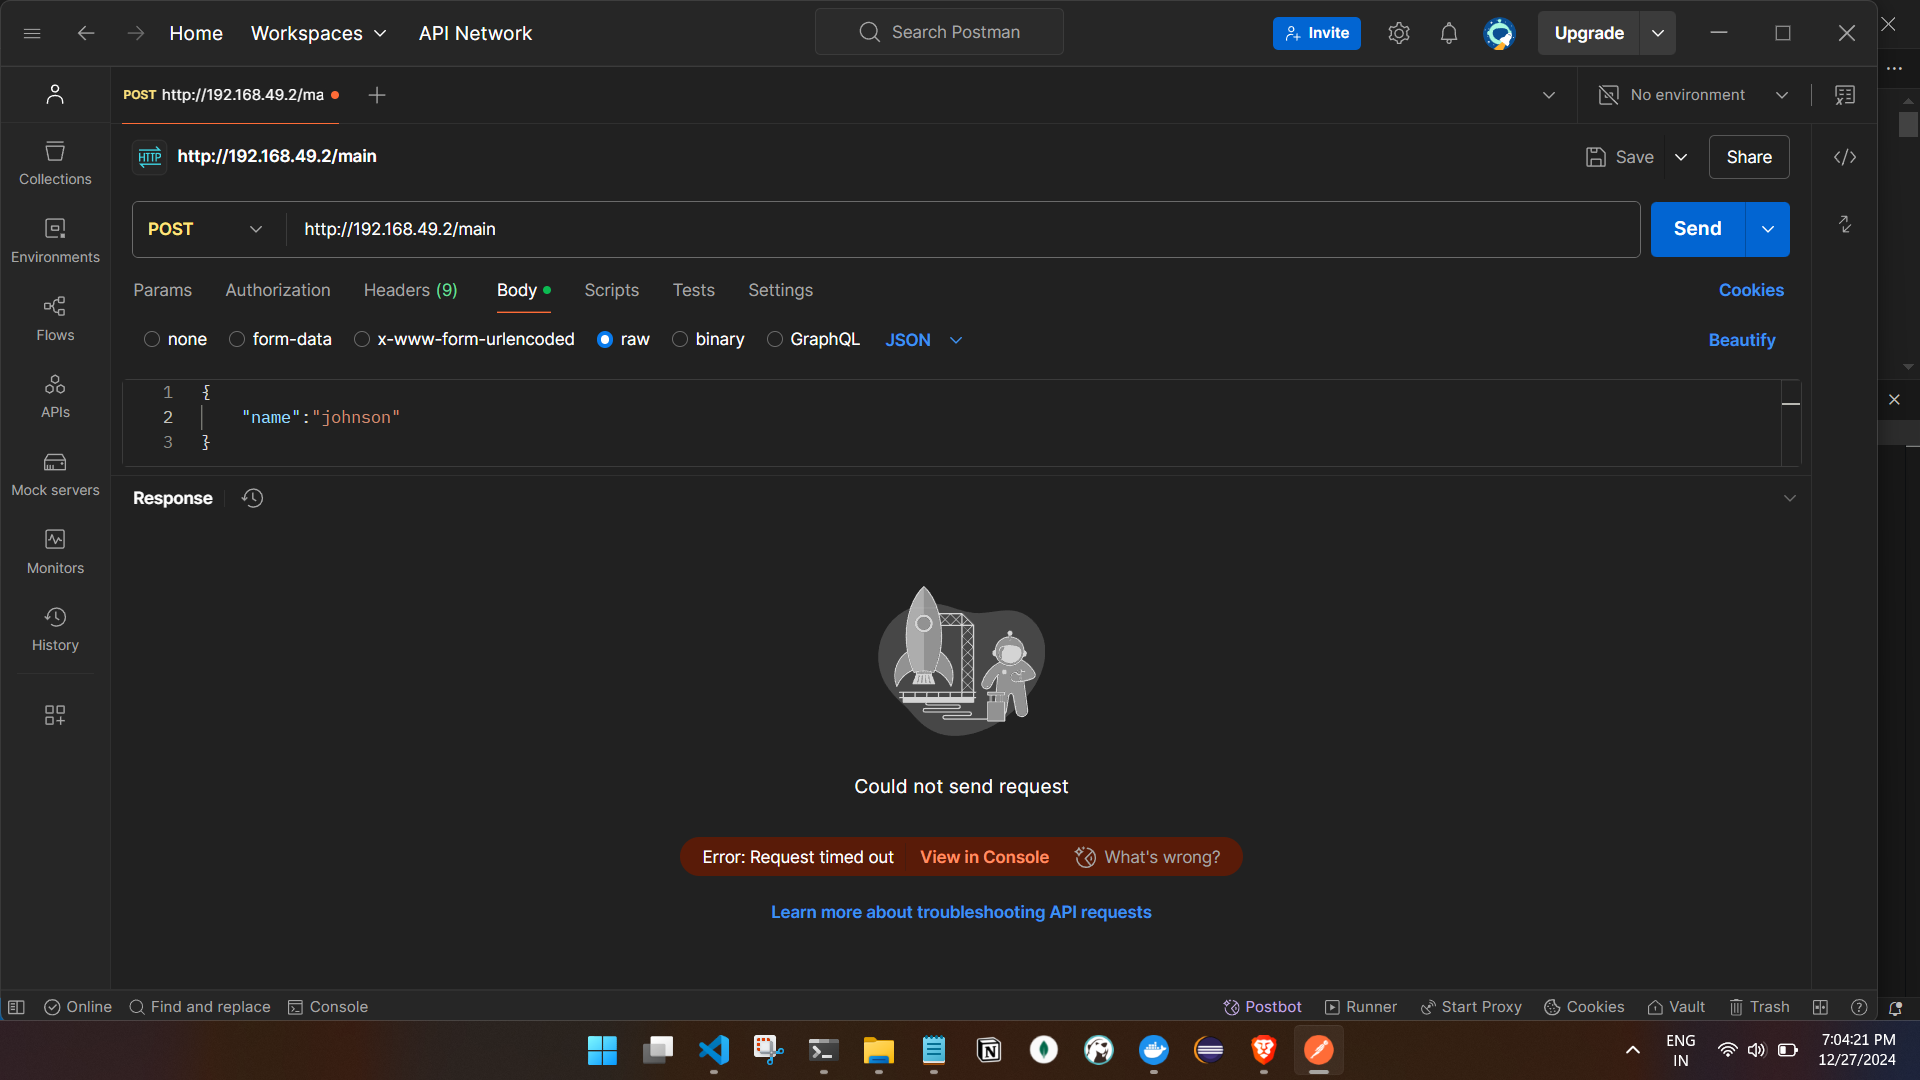 Home Workspaces API Network Search Postman Invite Upgrade
POST http://192.168.49.2/ma No environment
HTTP http://192.168.49.2/main Save Share
POST http://192.168.49.2/main Send
Params Authorization Headers (9) Body Scripts Tests Settings Cookies
none form-data x-www-form-urlencoded raw binary GraphQL JSON Beautify
1 {
2 "name":"johnson"
3 }
Response
Collections
Environments
Flows
APIs
Mock servers
Monitors
History
Could not send request
Error: Request timed out View in Console What's wrong?
Learn more about troubleshooting API requests
Online Find and replace Console Postbot Runner Start Proxy Cookies Vault Trash
ENG
IN
7:04:21 PM
12/27/2024